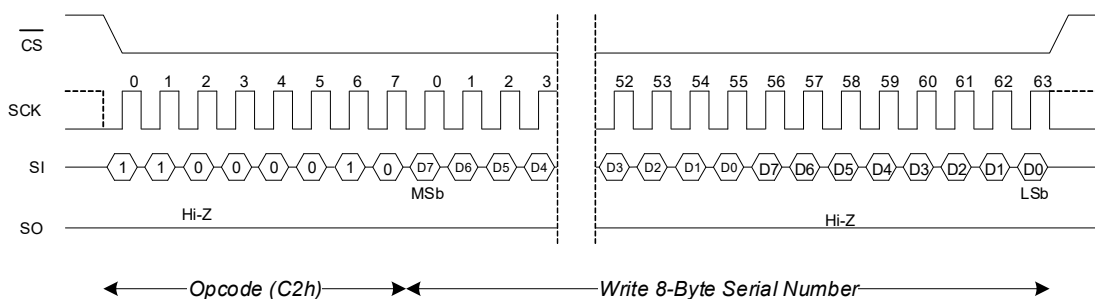 CS
0 1 2 3 4 5 6 7 0 1 2 3 52 53 54 55 56 57 58 59 60 61 62 63
SCK
SI 1 1 0 0 0 0 1 0 D7 D6 D5 D4 D3 D2 D1 D0 D7 D6 D5 D4 D3 D2 D1 D0
MSb LSb
Hi-Z Hi-Z
SO
Opcode (C2h) Write 8-Byte Serial Number